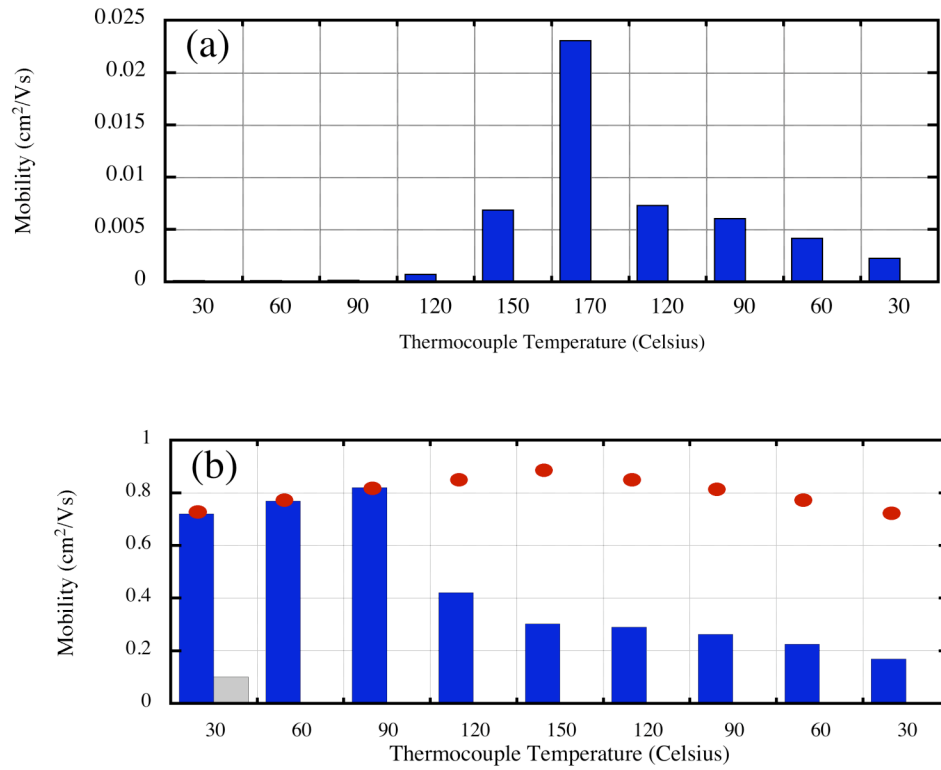 (a)
Mobility (cm²/Vs)
0.025
0.02
0.015
0.01
0.005
0
30 60 90 120 150 170 120 90 60 30
Thermocouple Temperature (Celsius)
(b)
Mobility (cm²/Vs)
1
0.8
0.6
0.4
0.2
0
30 60 90 120 150 120 90 60 30
Thermocouple Temperature (Celsius)